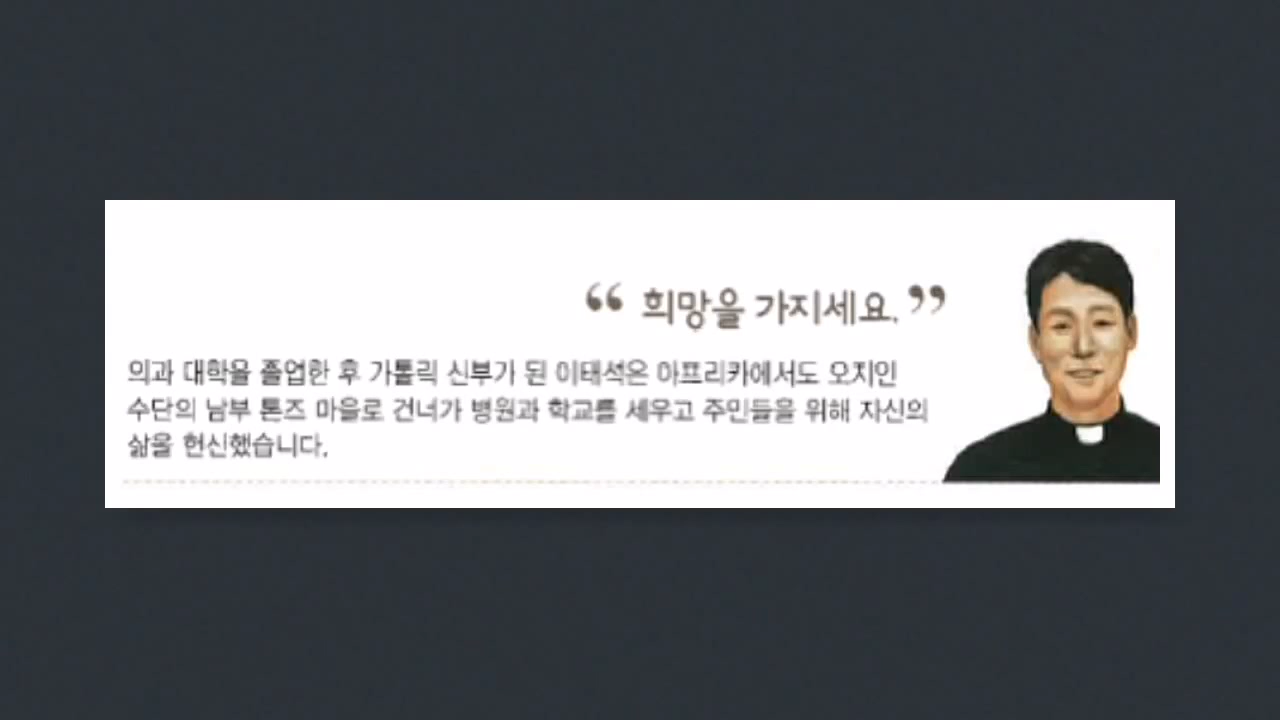 “ 희망을 가지세요. ”
의과 대학을 졸업한 후 가톨릭 신부가 된 이태석은 아프리카에서도 오지인
수단의 남부 톤즈 마을로 건너가 병원과 학교를 세우고 주민들을 위해 자신의
삶을 헌신했습니다.